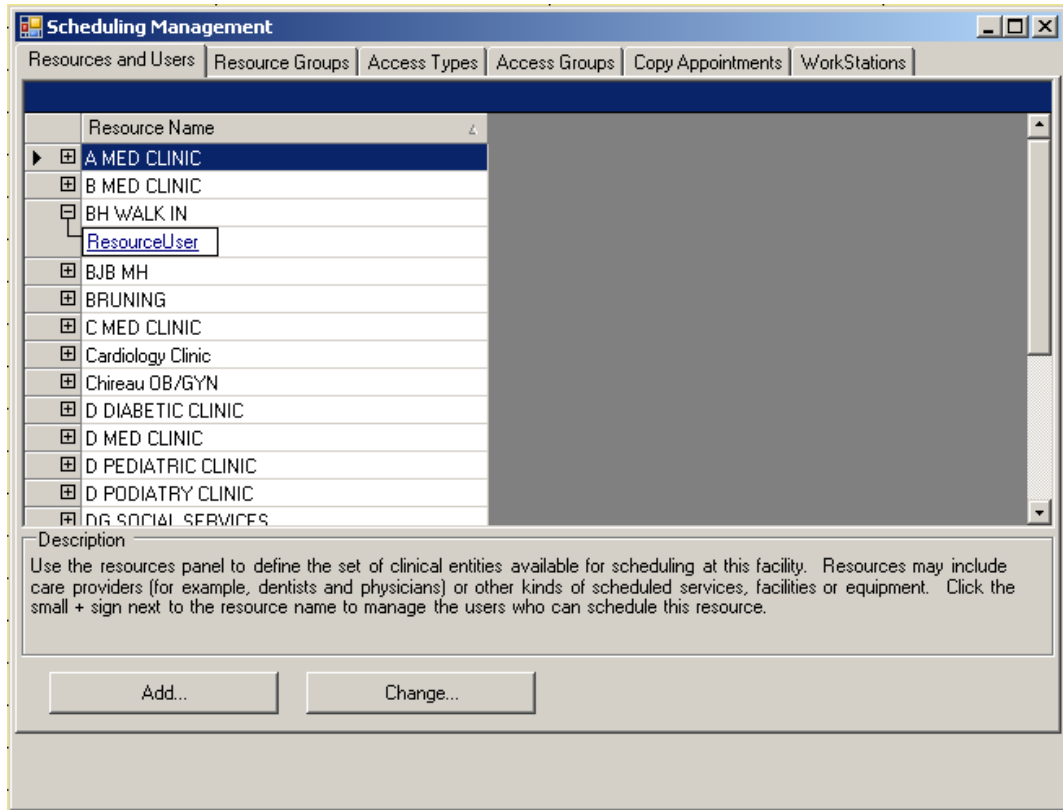 Scheduling Management
Resources and Users Resource Groups Access Types Access Groups Copy Appointments WorkStations
Resource Name
A MED CLINIC
B MED CLINIC
BH WALK IN
ResourceUser
BJB MH
BRUNING
C MED CLINIC
Cardiology Clinic
Chireau OB/GYN
D DIABETIC CLINIC
D MED CLINIC
D PEDIATRIC CLINIC
D PODIATRY CLINIC
DG SOCIAL SERVICES
Description
Use the resources panel to define the set of clinical entities available for scheduling at this facility. Resources may include
care providers (for example, dentists and physicians) or other kinds of scheduled services, facilities or equipment. Click the
small + sign next to the resource name to manage the users who can schedule this resource.
Add... Change...